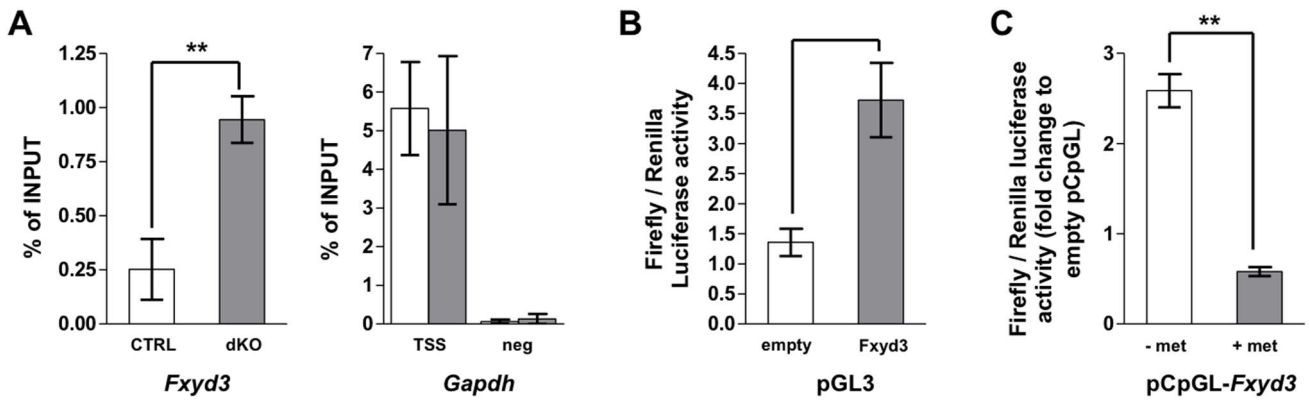 A
% of INPUT
1.25
1.00
0.75
0.50
0.25
0.00
**
CTRL dKO
Fxyd3
% of INPUT
7
6
5
4
3
2
1
0
TSS neg
Gapdh
B
Firefly / Renilla
Luciferase activity
4.5
4.0
3.5
3.0
2.5
2.0
1.5
1.0
0.5
0.0
empty Fxyd3
pGL3
C
Firefly / Renilla luciferase
activity (fold change to
empty pCpGL)
3
2
1
0
**
- met + met
pCpGL-Fxyd3